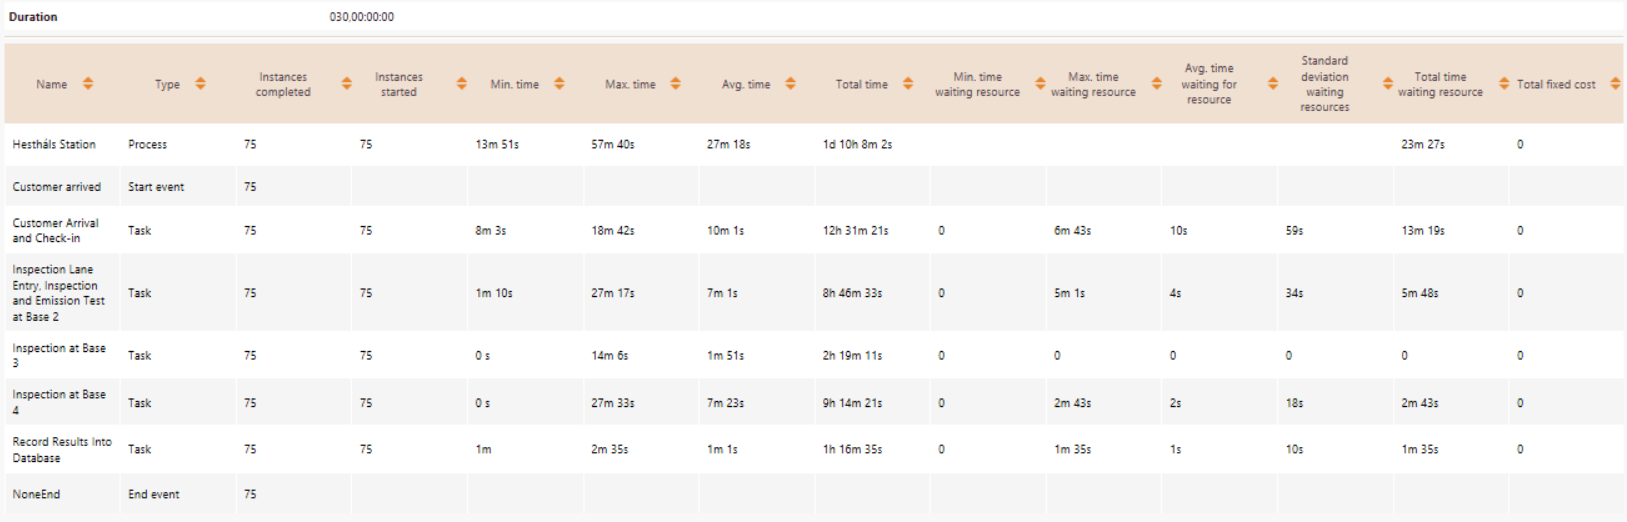 Duration 030,00:00:00
Name Type Instances completed Instances started Min. time Max. time Avg. time Total time Min. time waiting resource Max. time waiting resource Avg. time waiting for resource Standard deviation waiting resources Total time waiting resource Total fixed cost
Hestháls Station Process 75 75 13m 51s 57m 40s 27m 18s 1d 10h 8m 2s 23m 27s 0
Customer arrived Start event 75
Customer Arrival and Check-in Task 75 75 8m 3s 18m 42s 10m 1s 12h 31m 21s 0 6m 43s 10s 59s 13m 19s 0
Inspection Lane Entry, Inspection and Emission Test at Base 2 Task 75 75 1m 10s 27m 17s 7m 1s 8h 46m 33s 0 5m 1s 4s 34s 5m 48s 0
Inspection at Base 3 Task 75 75 0 s 14m 6s 1m 51s 2h 19m 11s 0 0 0 0 0 0
Inspection at Base 4 Task 75 75 0 s 27m 33s 7m 23s 9h 14m 21s 0 2m 43s 2s 18s 2m 43s 0
Record Results Into Database Task 75 75 1m 2m 35s 1m 1s 1h 16m 35s 0 1m 35s 1s 10s 1m 35s 0
NoneEnd End event 75